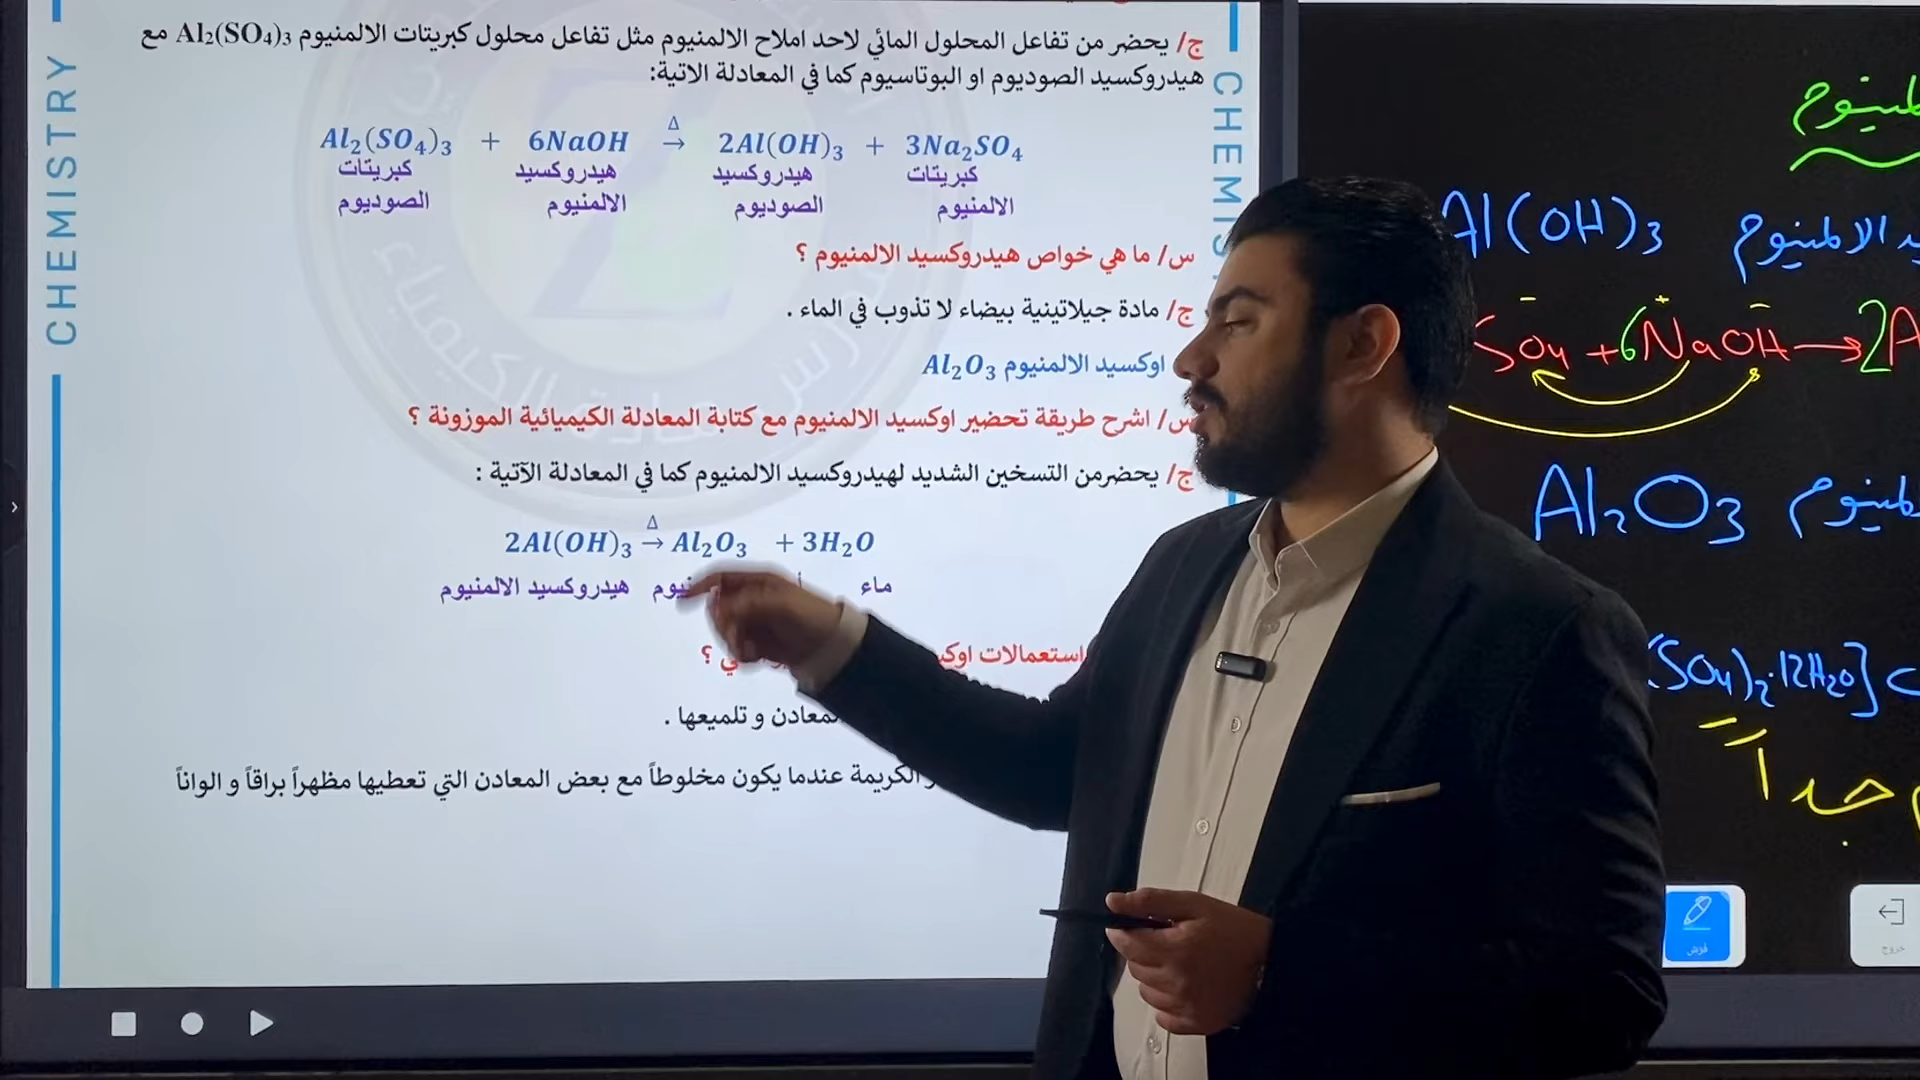 ج/ يحضر من تفاعل المحلول المائي لاحد املاح الالمنيوم مثل تفاعل محلول كبريتات الالمنيوم Al₂(SO₄)₃ مع
هيدروكسيد الصوديوم او البوتاسيوم كما في المعادلة الاتية:
Al₂(SO₄)₃ + 6NaOH →Δ 2Al(OH)₃ + 3Na₂SO₄
كبريتات هيدروكسيد هيدروكسيد كبريتات
الصوديوم الالمنيوم الصوديوم الالمنيوم
س/ ما هي خواص هيدروكسيد الالمنيوم ؟
ج/ مادة جيلاتينية بيضاء لا تذوب في الماء .
اوكسيد الالمنيوم Al₂O₃
س/ اشرح طريقة تحضير اوكسيد الالمنيوم مع كتابة المعادلة الكيميائية الموزونة ؟
ج/ يحضرمن التسخين الشديد لهيدروكسيد الالمنيوم كما في المعادلة الآتية :
2Al(OH)₃ →Δ Al₂O₃ + 3H₂O
هيدروكسيد الالمنيوم ماء
استعمالات
؟
و تلميعها .
الكريمة عندما يكون مخلوطاً مع بعض المعادن التي تعطيها مظهراً براقاً و الواناً
CHEMISTRY
Al(OH)₃
SO₄ + 6NaOH → 2A
Al₂O₃
(SO₄)₂.12H₂O]
جداً
فرش
خروج